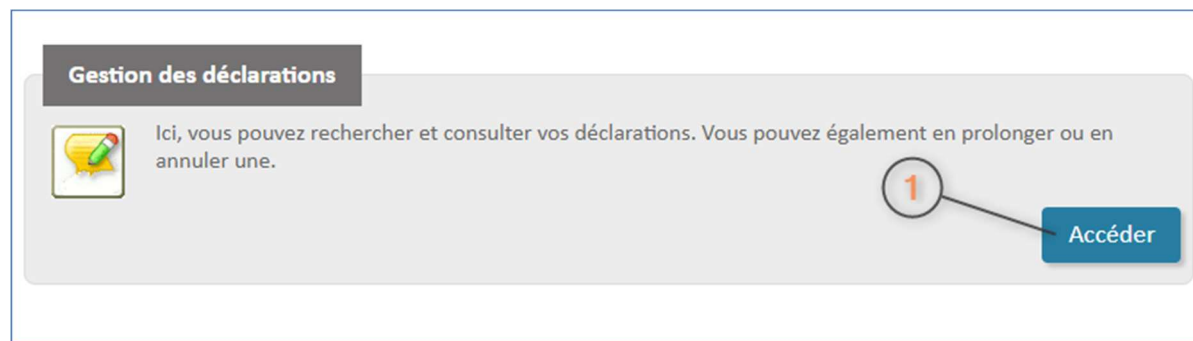 Gestion des déclarations
Ici, vous pouvez rechercher et consulter vos déclarations. Vous pouvez également en prolonger ou en
annuler une.
1
Accéder